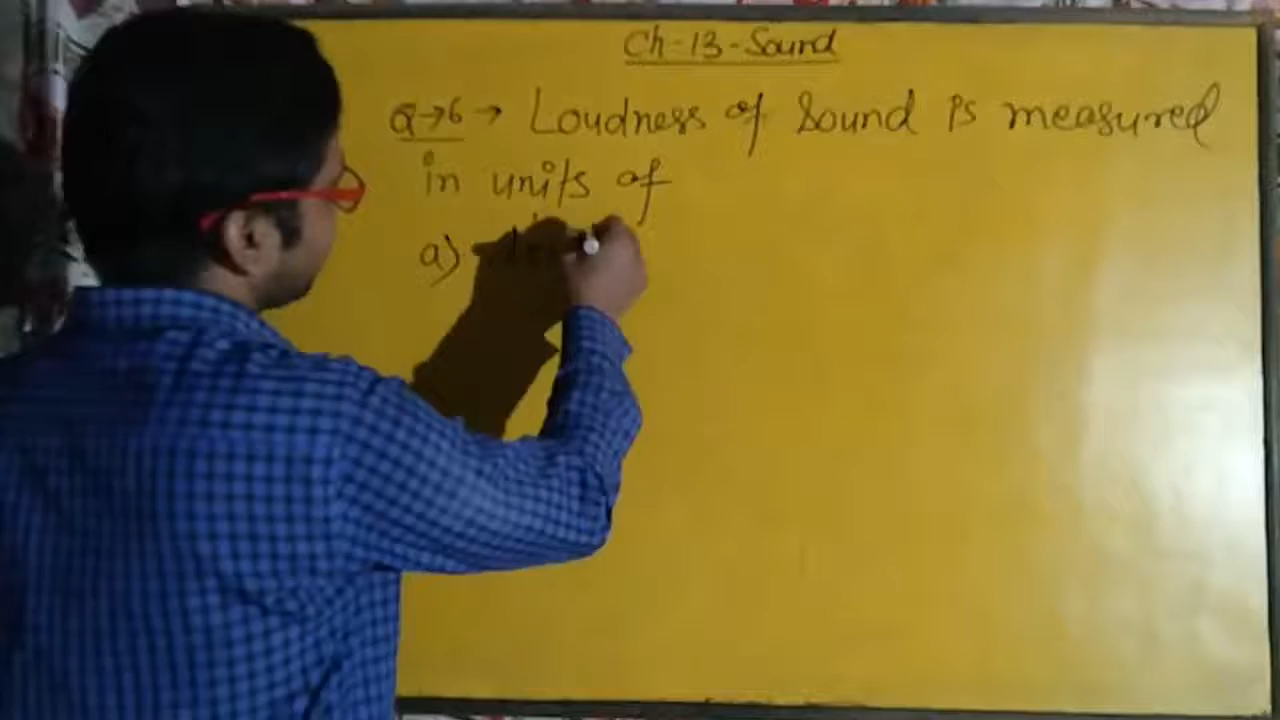 Ch-13-Sound
Q→6→ Loudness of Sound is measured
in units of
a)